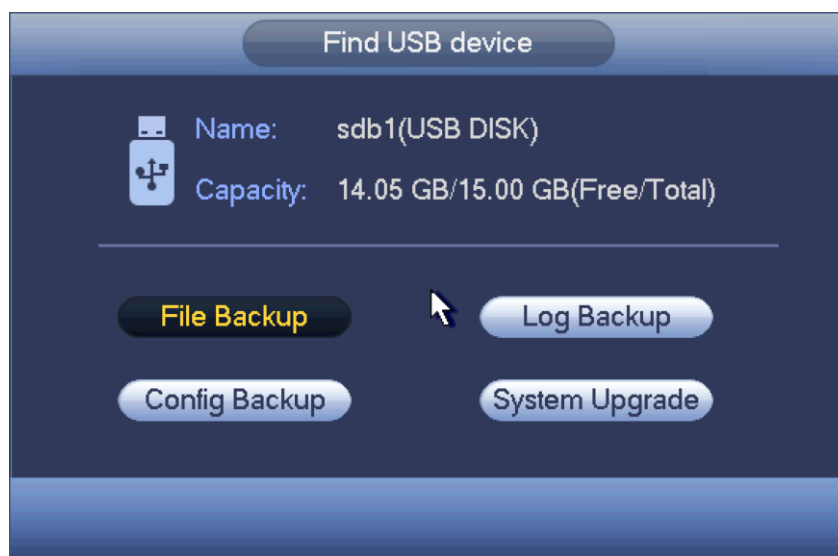 Find USB device
Name: sdb1(USB DISK)
Capacity: 14.05 GB/15.00 GB(Free/Total)
File Backup Log Backup
Config Backup System Upgrade